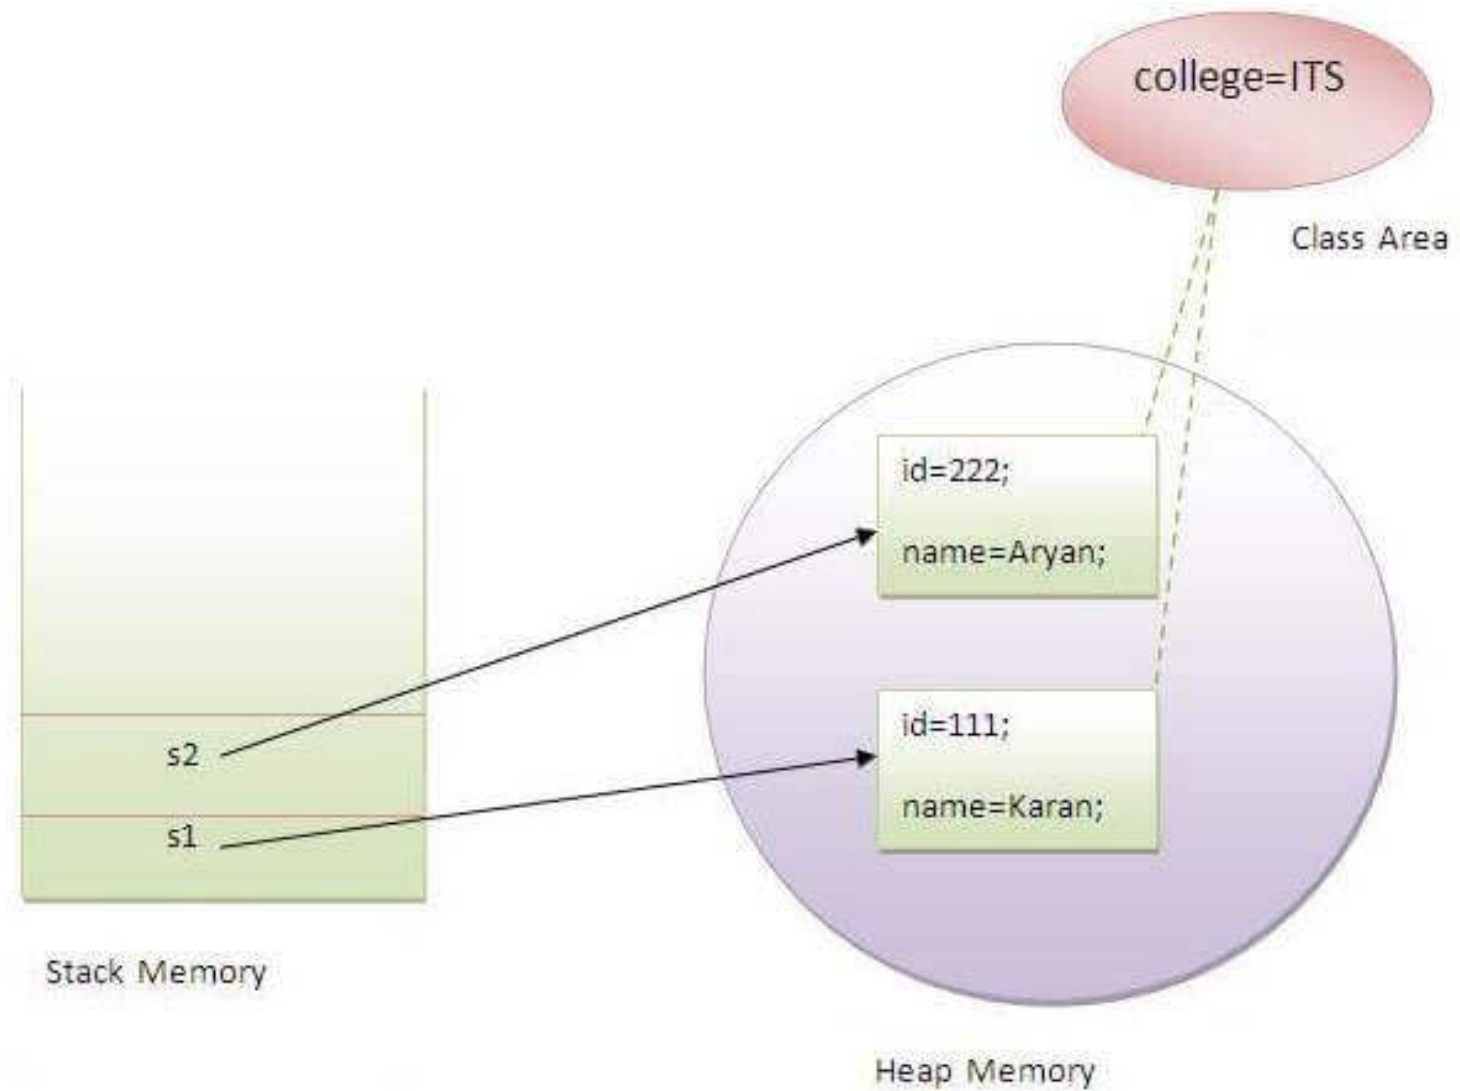 college=ITS
Class Area
id=222;
name=Aryan;
s2
id=111;
name=Karan;
s1
Stack Memory
Heap Memory